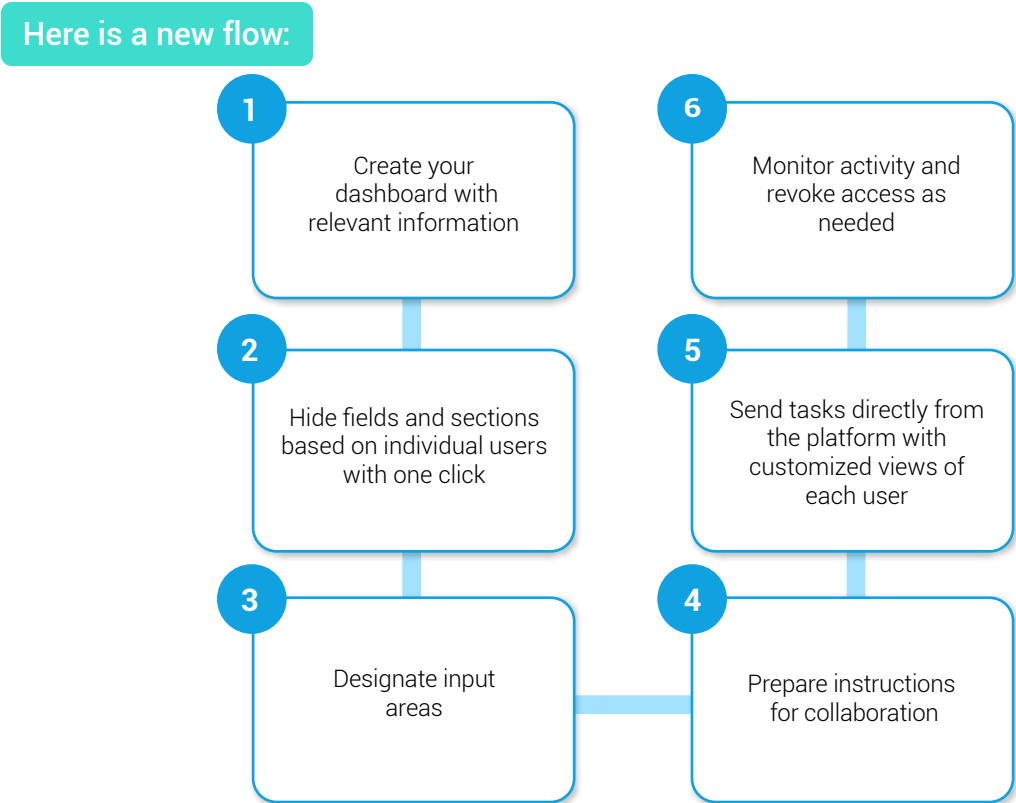 Here is a new flow:
1
Create your
dashboard with
relevant information
2
Hide fields and sections
based on individual users
with one click
3
Designate input
areas
4
Prepare instructions
for collaboration
5
Send tasks directly from
the platform with
customized views of
each user
6
Monitor activity and
revoke access as
needed